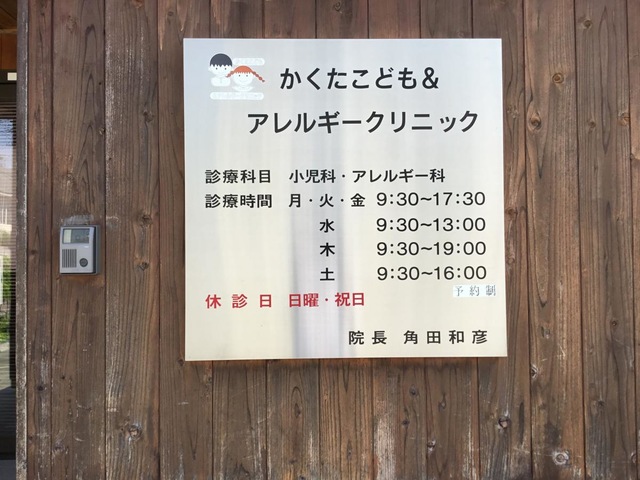 かくたこども＆
アレルギークリニック
診療科目 小児科・アレルギー科
診療時間 月・火・金 9:30～17:30
水 9:30～13:00
木 9:30～19:00
土 9:30～16:00
予約制
休診日 日曜・祝日
院長 角田和彦